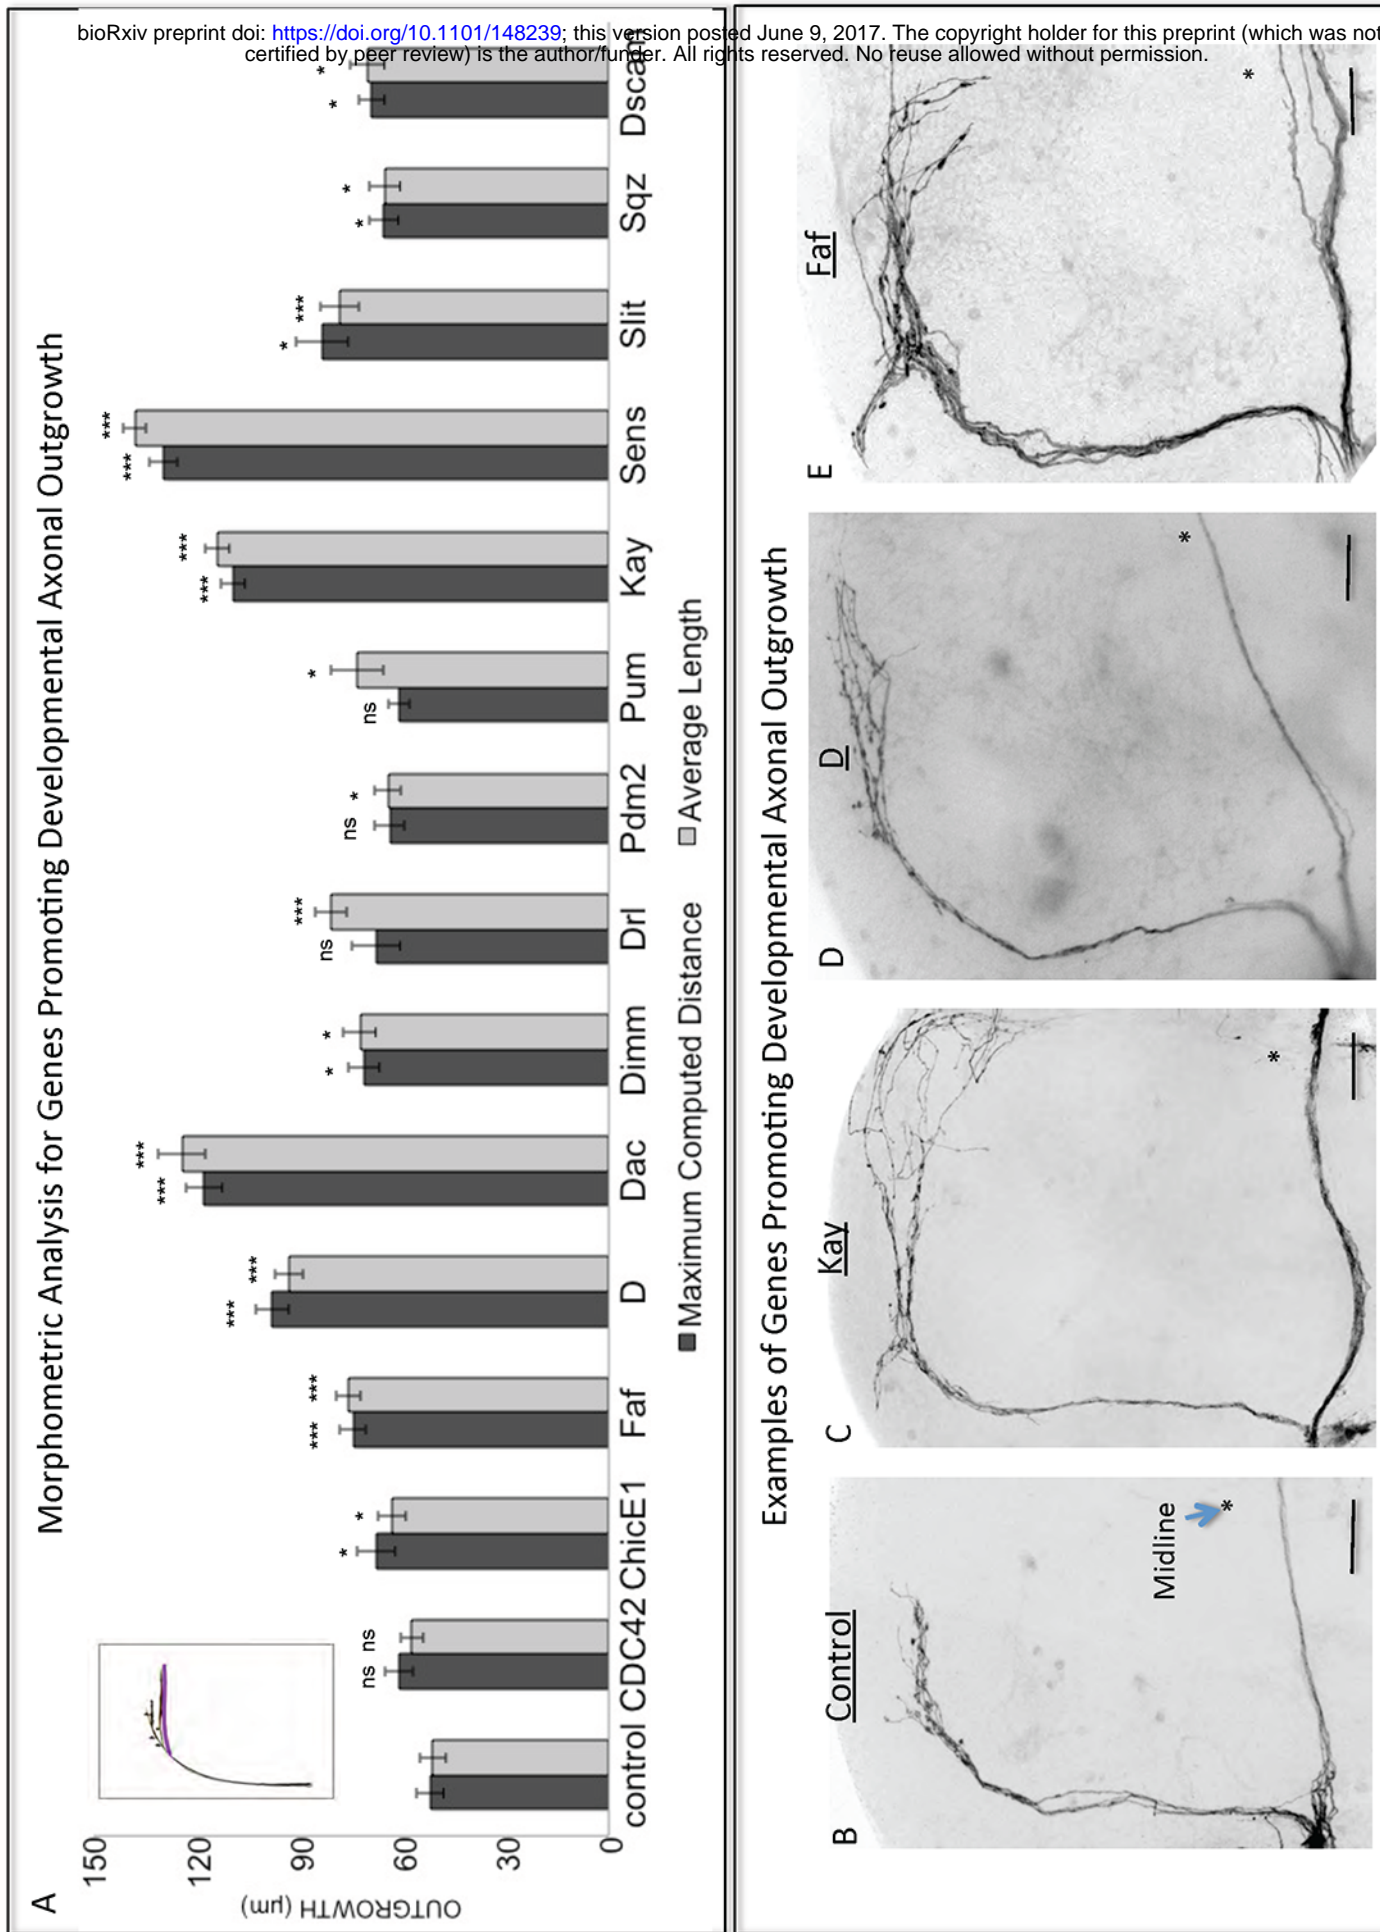 bioRxiv preprint doi: https://doi.org/10.1101/148239; this version posted June 9, 2017. The copyright holder for this preprint (which was not
certified by peer review) is the author/funder. All rights reserved. No reuse allowed without permission.
A
Morphometric Analysis for Genes Promoting Developmental Axonal Outgrowth
OUTGROWTH (µm)
150
120
90
60
30
0
ns ns * * *** *** *** *** *** *** * * ns *** ns * ns * *** *** *** *** * *** * * * *
control CDC42 ChicE1 Faf D Dac Dimm Drl Pdm2 Pum Kay Sens Slit Sqz Dscam
Maximum Computed Distance Average Length
Examples of Genes Promoting Developmental Axonal Outgrowth
B Control
Midline
*
C Kay
*
D D
*
E Faf
*